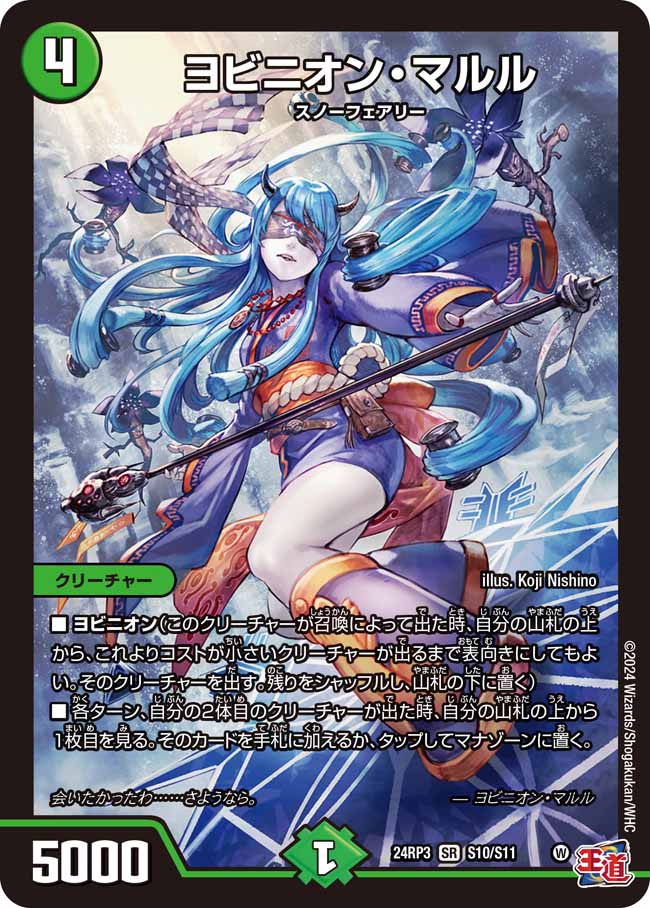 4
ヨビニオン・マルル
スノーフェアリー
クリーチャー
illus. Koji Nishino
■ ヨビニオン(このクリーチャーが召喚によって出た時、自分の山札の上
から、これよりコストが小さいクリーチャーが出るまで表向きにしてもよ
い。そのクリーチャーを出す。残りをシャッフルし、山札の下に置く)
■ 各ターン、自分の2体目のクリーチャーが出た時、自分の山札の上から
1枚目を見る。そのカードを手札に加えるか、タップしてマナゾーンに置く。
会いたかったわ……さようなら。 ― ヨビニオン・マルル
5000
1
24RP3 SR S10/S11 W
王道
©2024 Wizards/Shogakukan/WHC